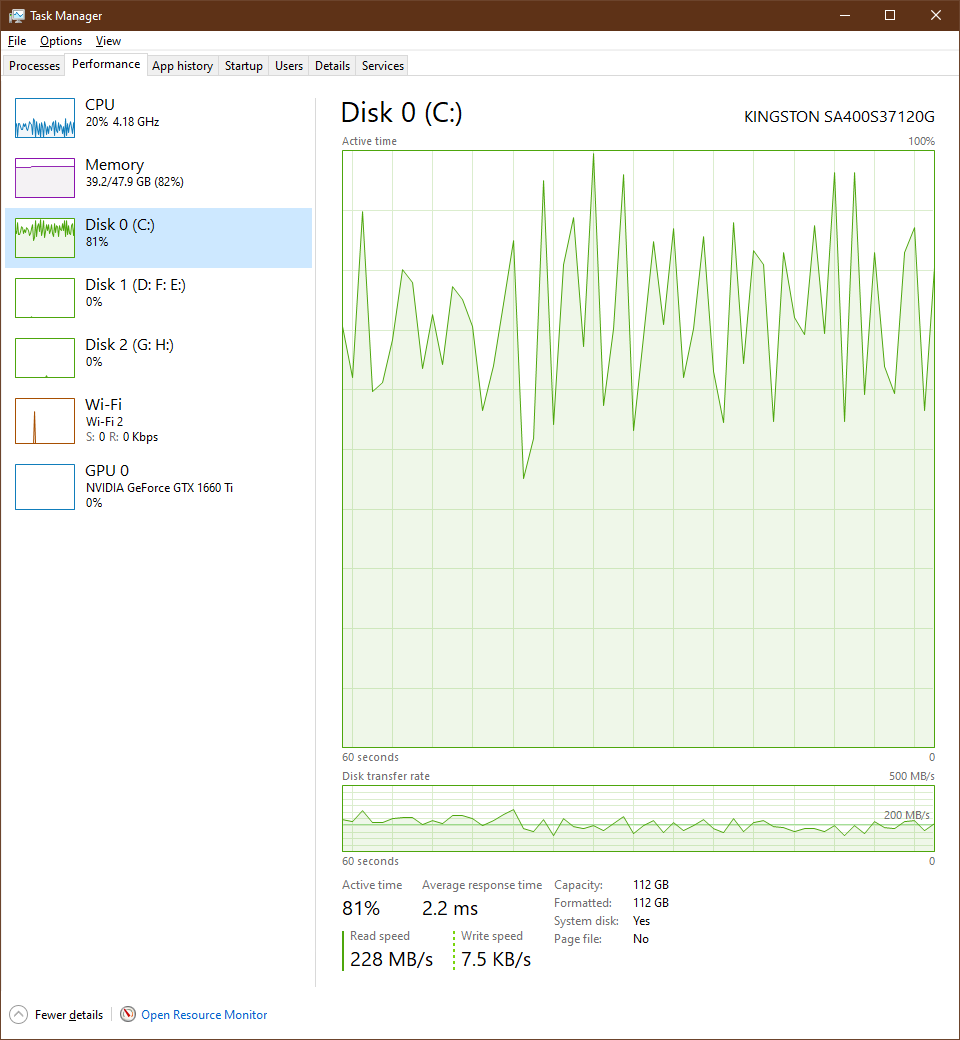 Task Manager
File Options View
Processes Performance App history Startup Users Details Services
CPU
20% 4.18 GHz
Memory
39.2/47.9 GB (82%)
Disk 0 (C:)
81%
Disk 1 (D: F: E:)
0%
Disk 2 (G: H:)
0%
Wi-Fi
Wi-Fi 2
S: 0 R: 0 Kbps
GPU 0
NVIDIA GeForce GTX 1660 Ti
0%
Disk 0 (C:) KINGSTON SA400S37120G
Active time 100%
60 seconds 0
Disk transfer rate 500 MB/s
200 MB/s
60 seconds 0
Active time Average response time
81% 2.2 ms
Read speed Write speed
228 MB/s 7.5 KB/s
Capacity: 112 GB
Formatted: 112 GB
System disk: Yes
Page file: No
Fewer details Open Resource Monitor